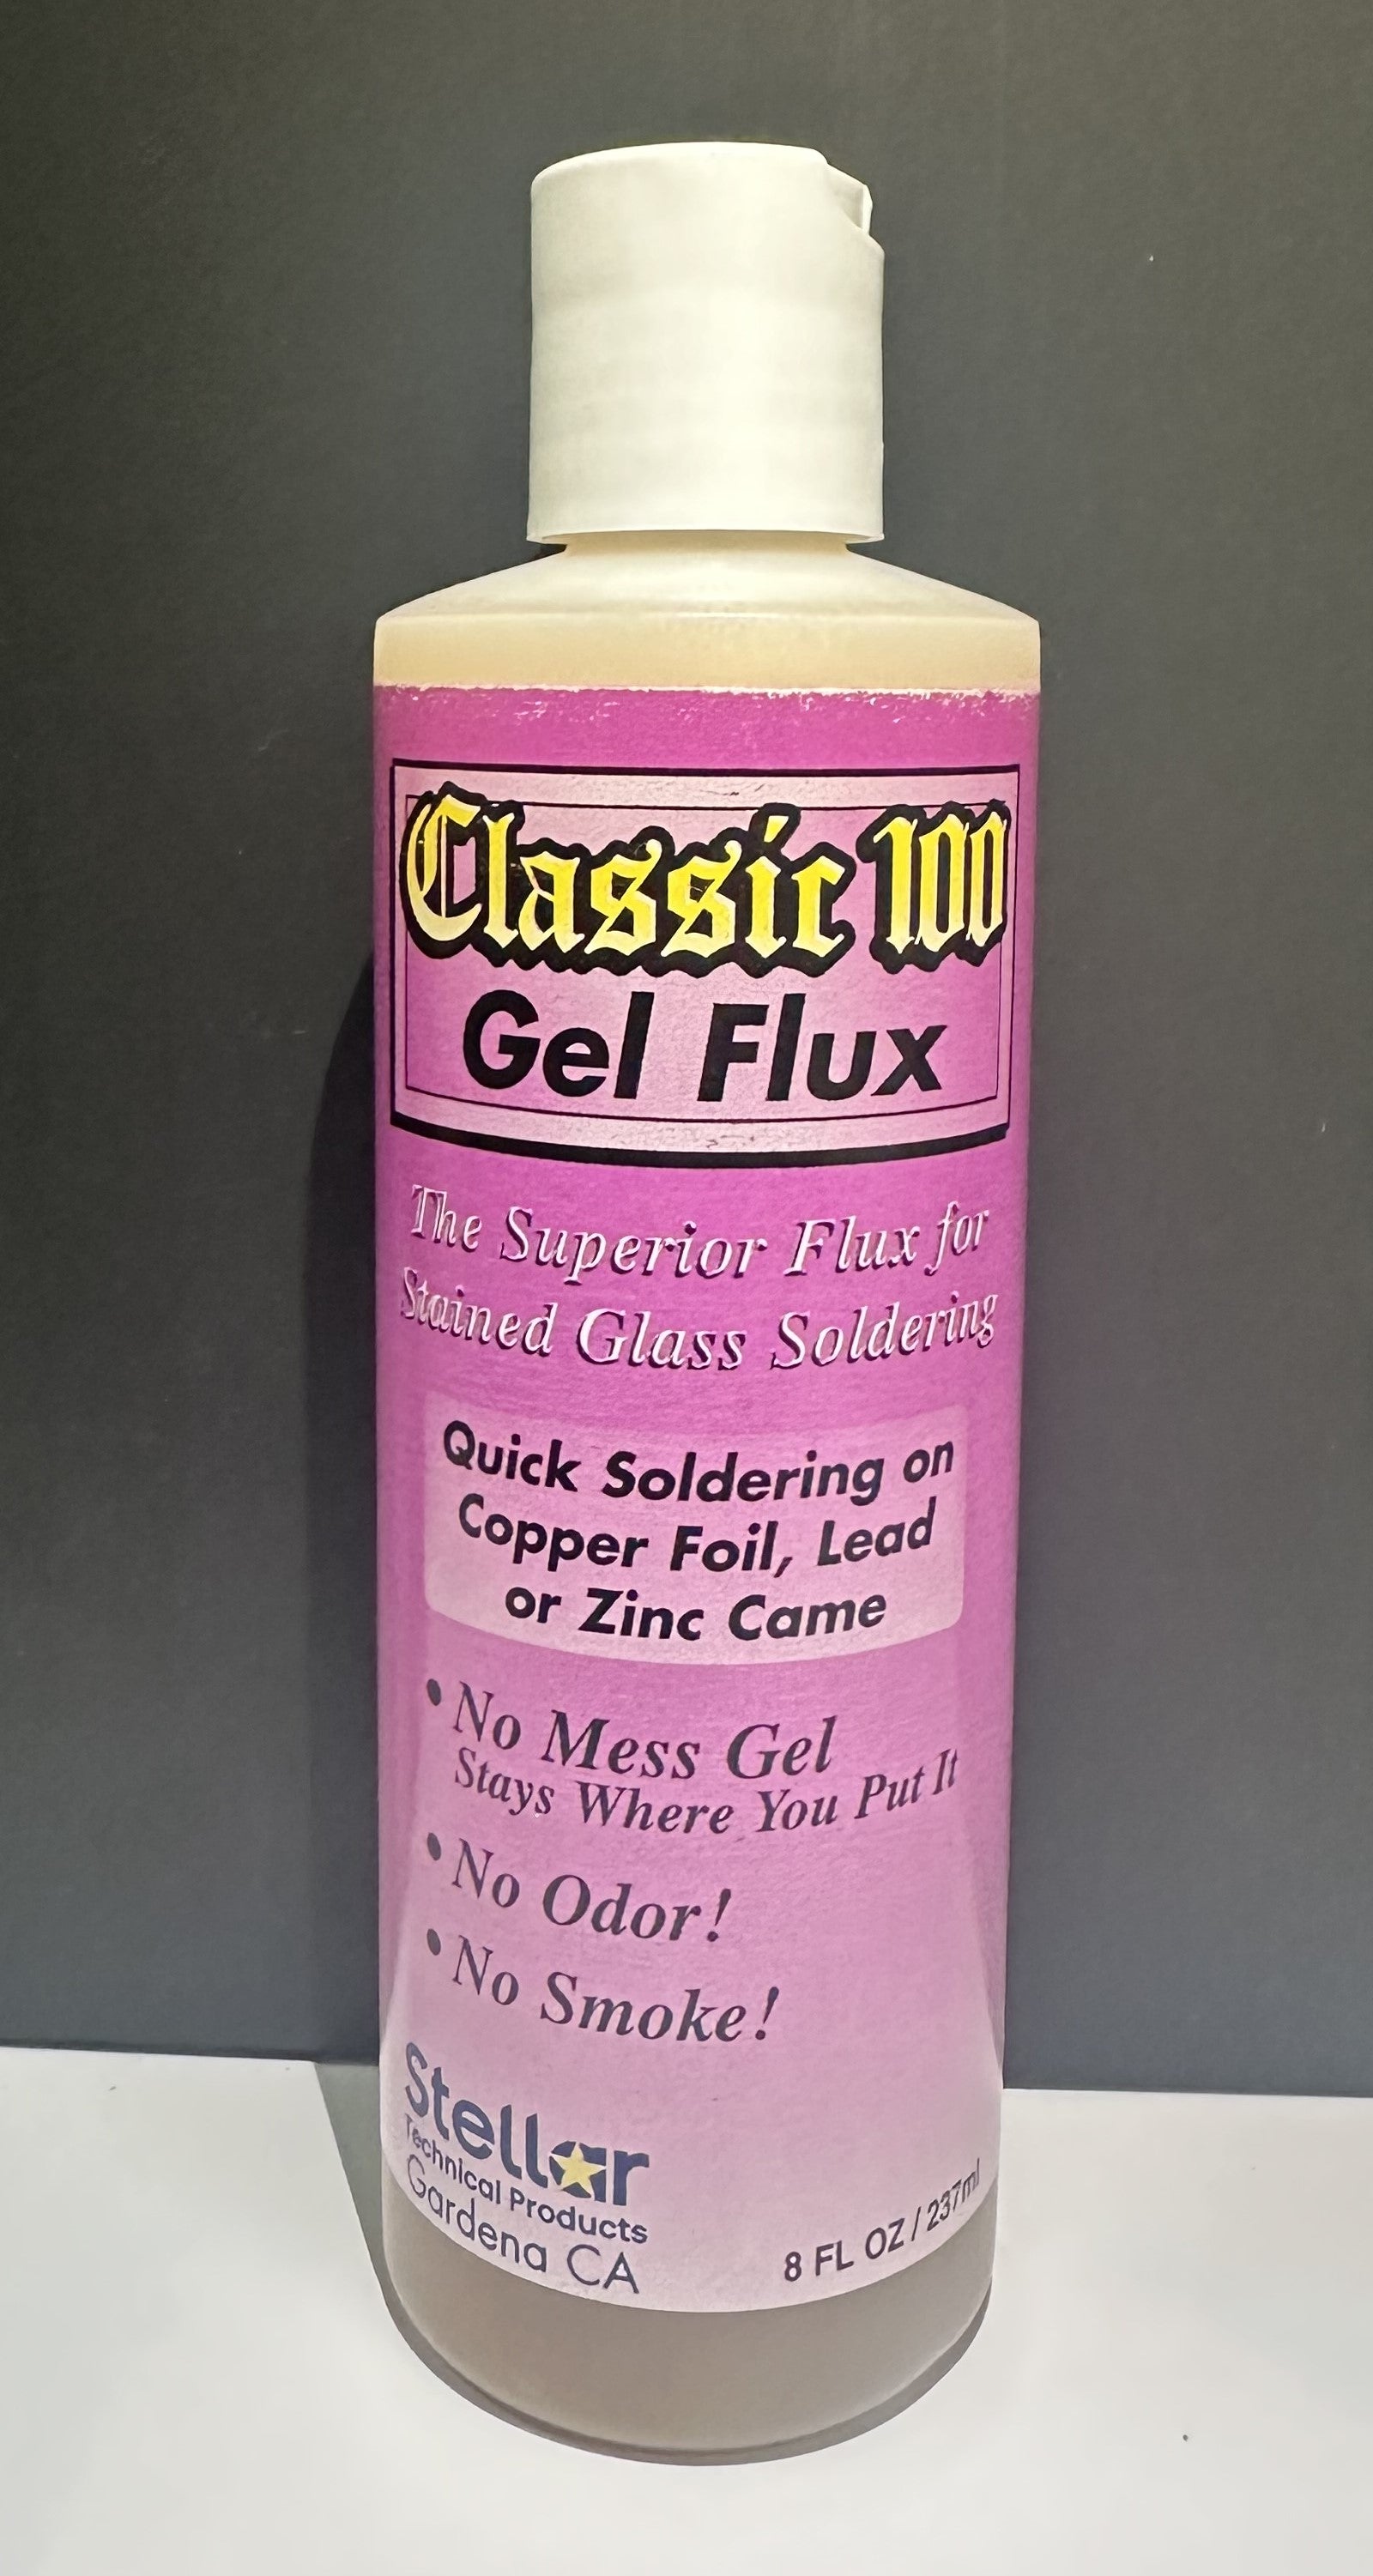 Classic 100
Gel Flux
The Superior Flux for
Stained Glass Soldering
Quick Soldering on
Copper Foil, Lead
or Zinc Came
• No Mess Gel
Stays Where You Put It
• No Odor!
• No Smoke!
Stellar
Technical Products
Gardena CA
8 FL OZ / 237ml